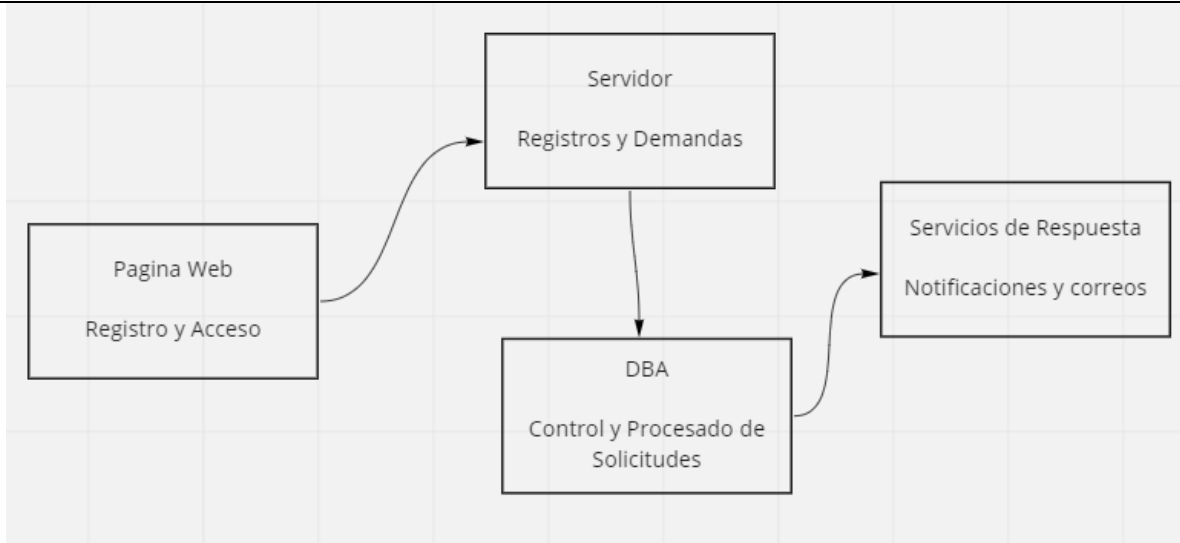 Servidor
Registros y Demandas
Pagina Web
Registro y Acceso
DBA
Control y Procesado de
Solicitudes
Servicios de Respuesta
Notificaciones y correos